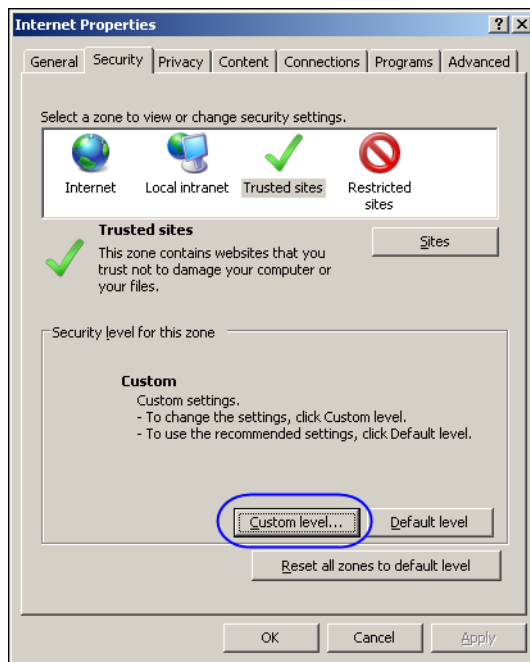 Internet Properties
General Security Privacy Content Connections Programs Advanced
Select a zone to view or change security settings.
Internet Local intranet Trusted sites Restricted
sites
Trusted sites
Sites
This zone contains websites that you
trust not to damage your computer or
your files.
Security level for this zone
Custom
Custom settings.
- To change the settings, click Custom level.
- To use the recommended settings, click Default level.
Custom level... Default level
Reset all zones to default level
OK Cancel Apply